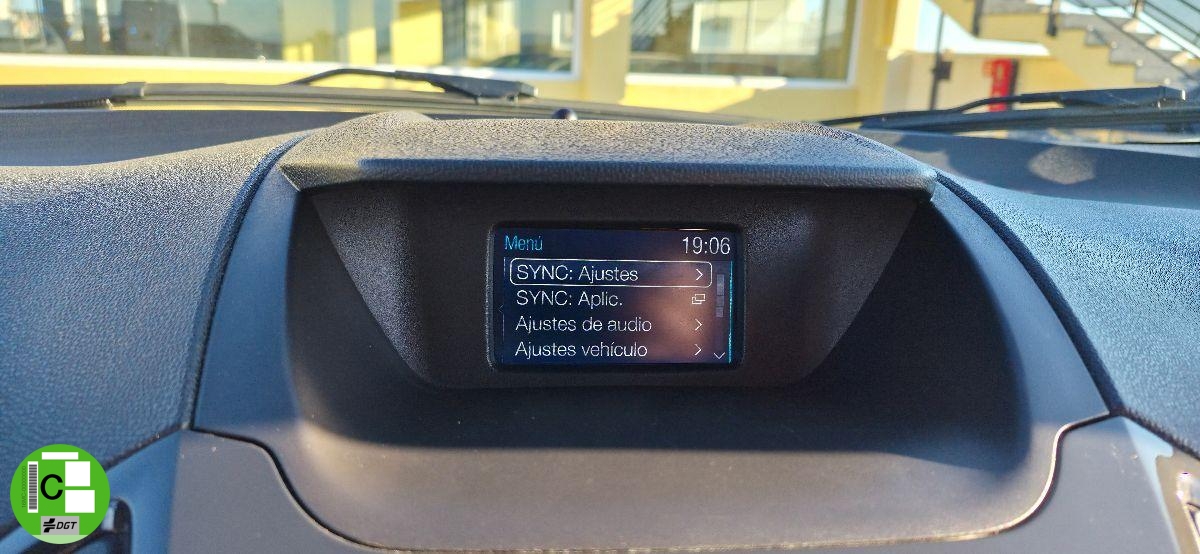 Menú 19:06
SYNC: Ajustes
SYNC: Aplic.
Ajustes de audio
Ajustes vehículo
C
DGT